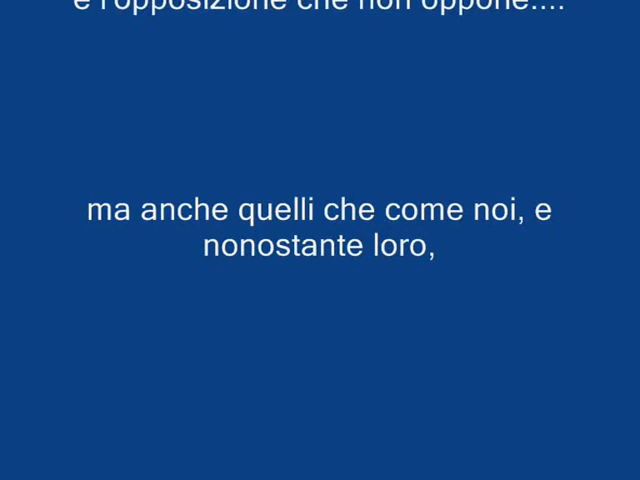 e l'opposizione che non oppone....
ma anche quelli che come noi, e
nonostante loro,